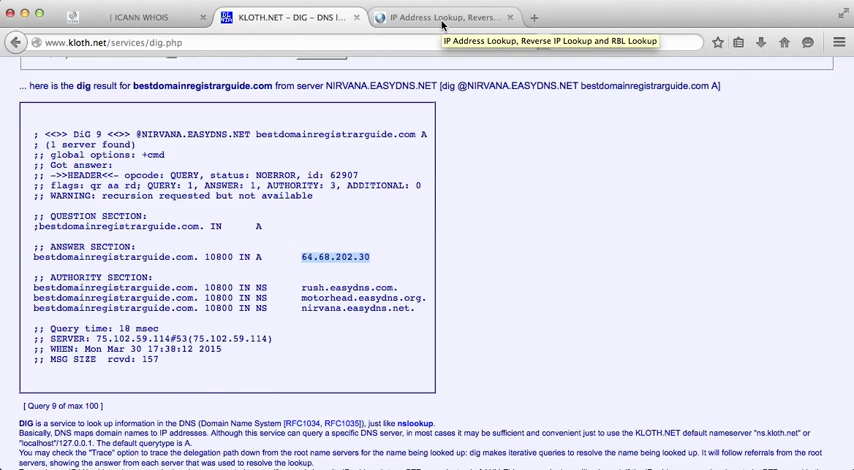 | ICANN WHOIS
KLOTH.NET – DIG – DNS l...
IP Address Lookup, Revers...
www.kloth.net/services/dig.php
IP Address Lookup, Reverse IP Lookup and RBL Lookup
... here is the dig result for bestdomainregistrarguide.com from server NIRVANA.EASYDNS.NET [dig @NIRVANA.EASYDNS.NET bestdomainregistrarguide.com A]
; <<>> DiG 9 <<>> @NIRVANA.EASYDNS.NET bestdomainregistrarguide.com A
; (1 server found)
;; global options: +cmd
;; Got answer:
;; ->>HEADER<<- opcode: QUERY, status: NOERROR, id: 62907
;; flags: qr aa rd; QUERY: 1, ANSWER: 1, AUTHORITY: 3, ADDITIONAL: 0
;; WARNING: recursion requested but not available
;; QUESTION SECTION:
;bestdomainregistrarguide.com. IN A
;; ANSWER SECTION:
bestdomainregistrarguide.com. 10800 IN A 64.68.202.30
;; AUTHORITY SECTION:
bestdomainregistrarguide.com. 10800 IN NS rush.easydns.com.
bestdomainregistrarguide.com. 10800 IN NS motorhead.easydns.org.
bestdomainregistrarguide.com. 10800 IN NS nirvana.easydns.net.
;; Query time: 18 msec
;; SERVER: 75.102.59.114#53(75.102.59.114)
;; WHEN: Mon Mar 30 17:38:12 2015
;; MSG SIZE rcvd: 157
[ Query 9 of max 100 ]
DIG is a service to look up information in the DNS (Domain Name System [RFC1034, RFC1035]), just like nslookup.
Basically, DNS maps domain names to IP addresses. Although this service can query a specific DNS server, in most cases it may be sufficient and convenient just to use the KLOTH.NET default nameserver "ns.kloth.net" or
"localhost"/127.0.0.1. The default querytype is A.
You may check the "Trace" option to trace the delegation path down from the root name servers for the name being looked up: dig makes iterative queries to resolve the name being looked up. It will follow referrals from the root
servers, showing the answer from each server that was used to resolve the lookup.